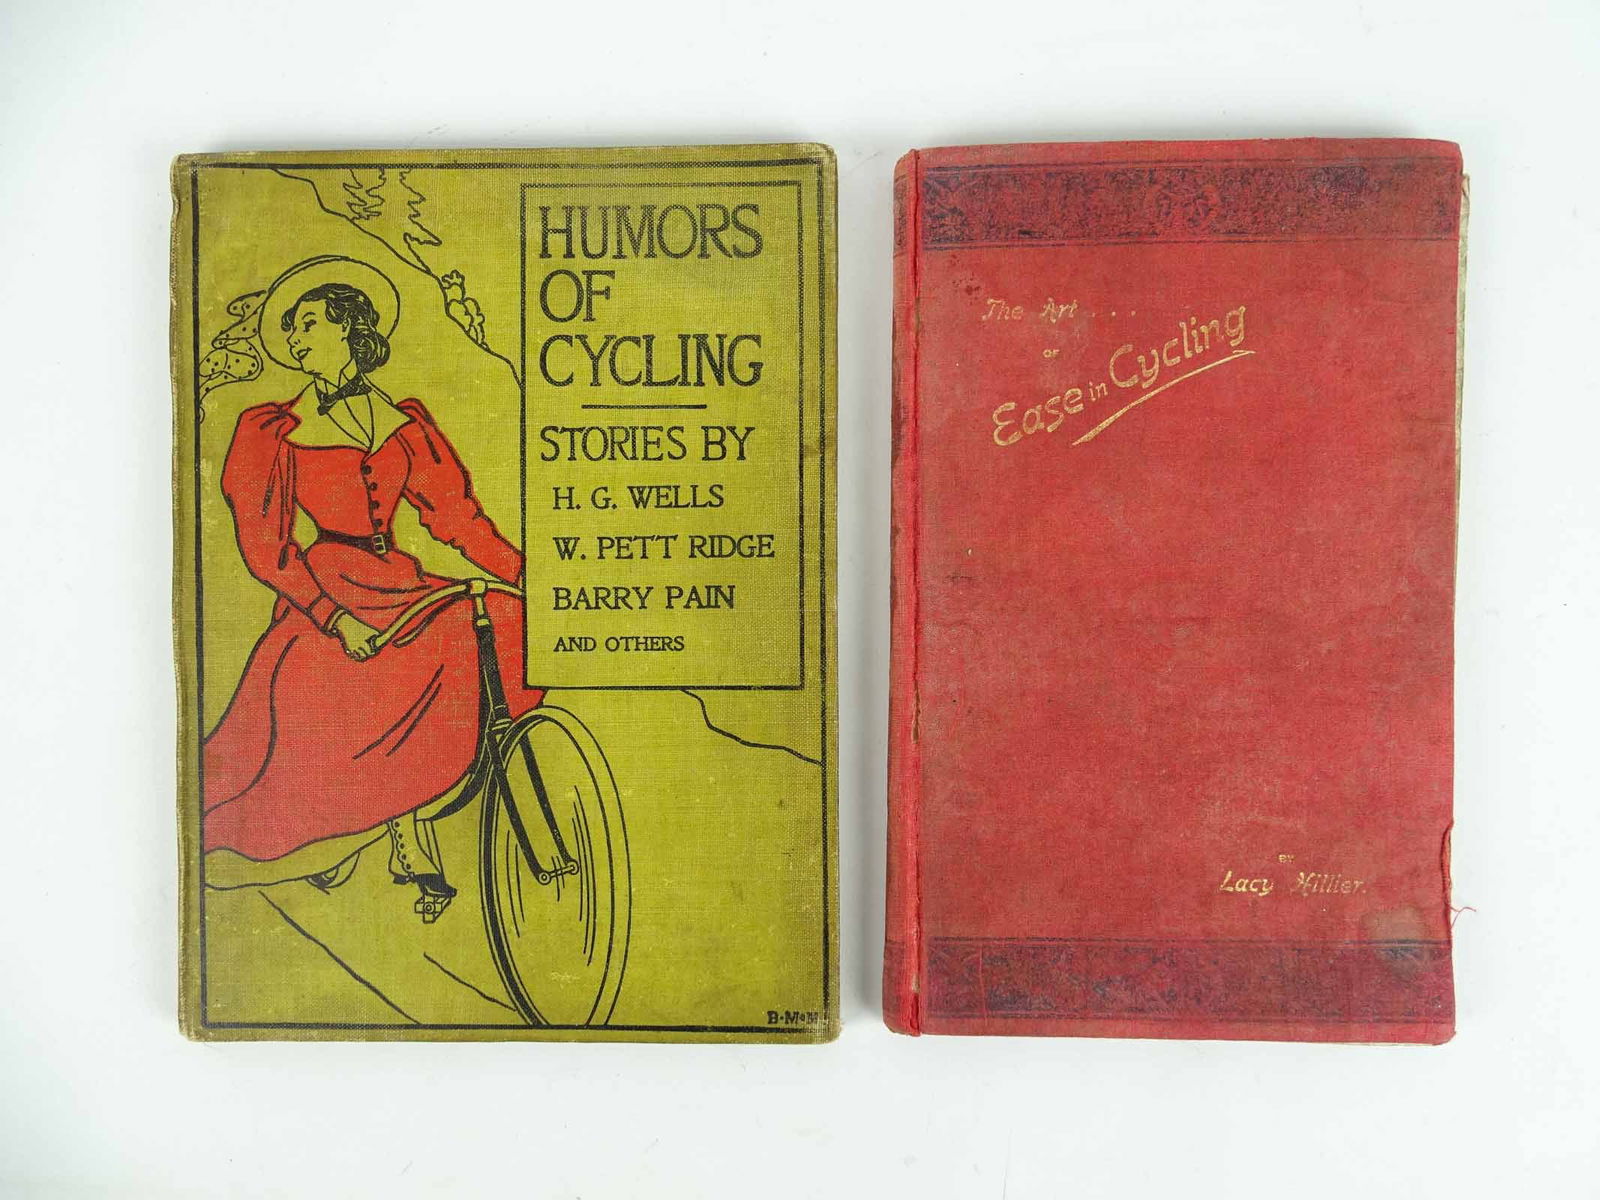 HUMORS
OF
CYCLING
STORIES BY
H. G. WELLS
W. PETT RIDGE
BARRY PAIN
AND OTHERS
The Art . . .
OF
Ease in Cycling
BY
Lacy Hillier.